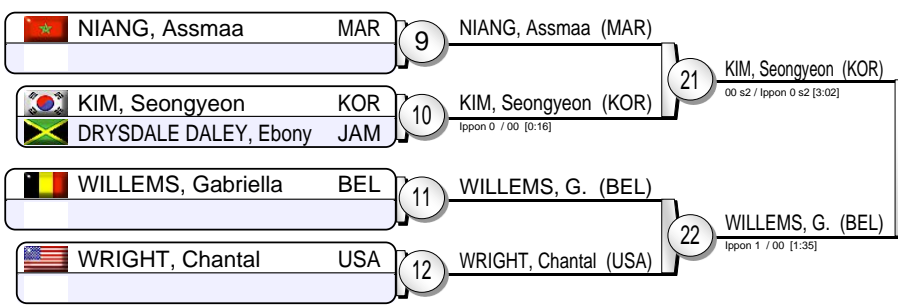 NIANG, Assmaa MAR
9
NIANG, Assmaa (MAR)
21
KIM, Seongyeon (KOR)
00 s2 / Ippon 0 s2 [3:02]
KIM, Seongyeon KOR
DRYSDALE DALEY, Ebony JAM
10
KIM, Seongyeon (KOR)
Ippon 0 / 00 [0:16]
WILLEMS, Gabriella BEL
11
WILLEMS, G. (BEL)
22
WILLEMS, G. (BEL)
Ippon 1 / 00 [1:35]
WRIGHT, Chantal USA
12
WRIGHT, Chantal (USA)